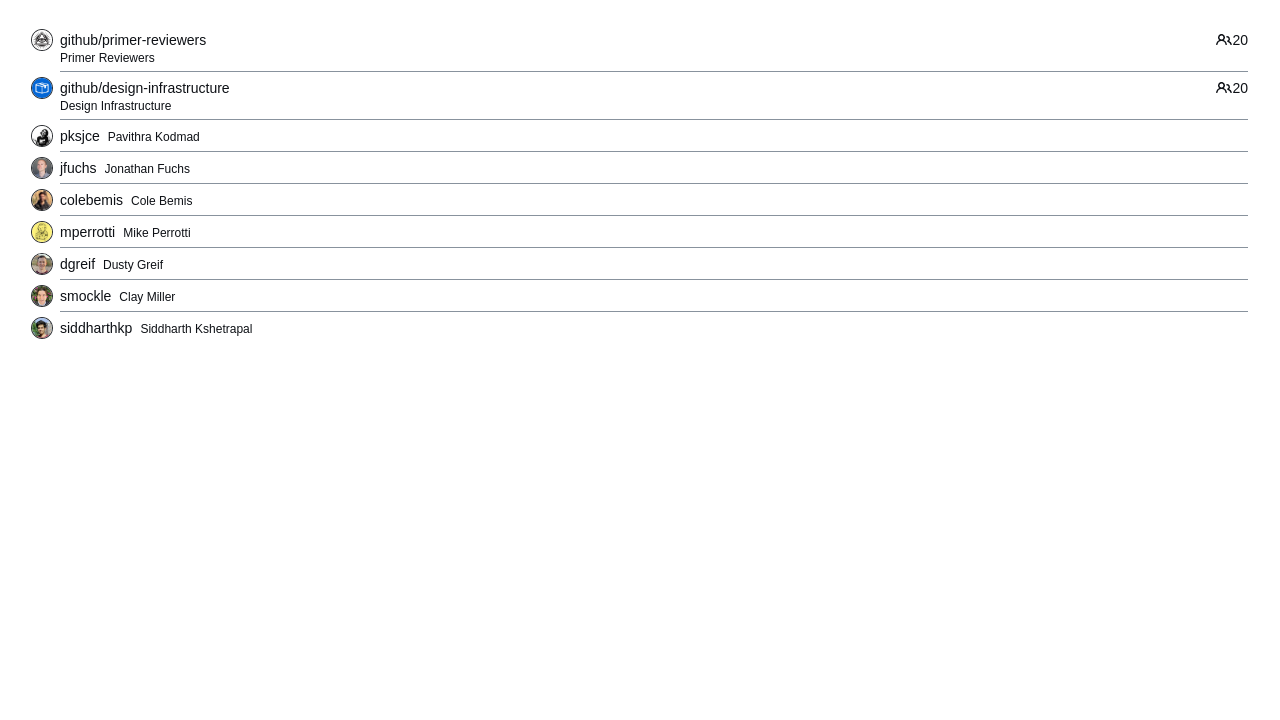 github/primer-reviewers 20
Primer Reviewers
github/design-infrastructure 20
Design Infrastructure
pksjce Pavithra Kodmad
jfuchs Jonathan Fuchs
colebemis Cole Bemis
mperrotti Mike Perrotti
dgreif Dusty Greif
smockle Clay Miller
siddharthkp Siddharth Kshetrapal